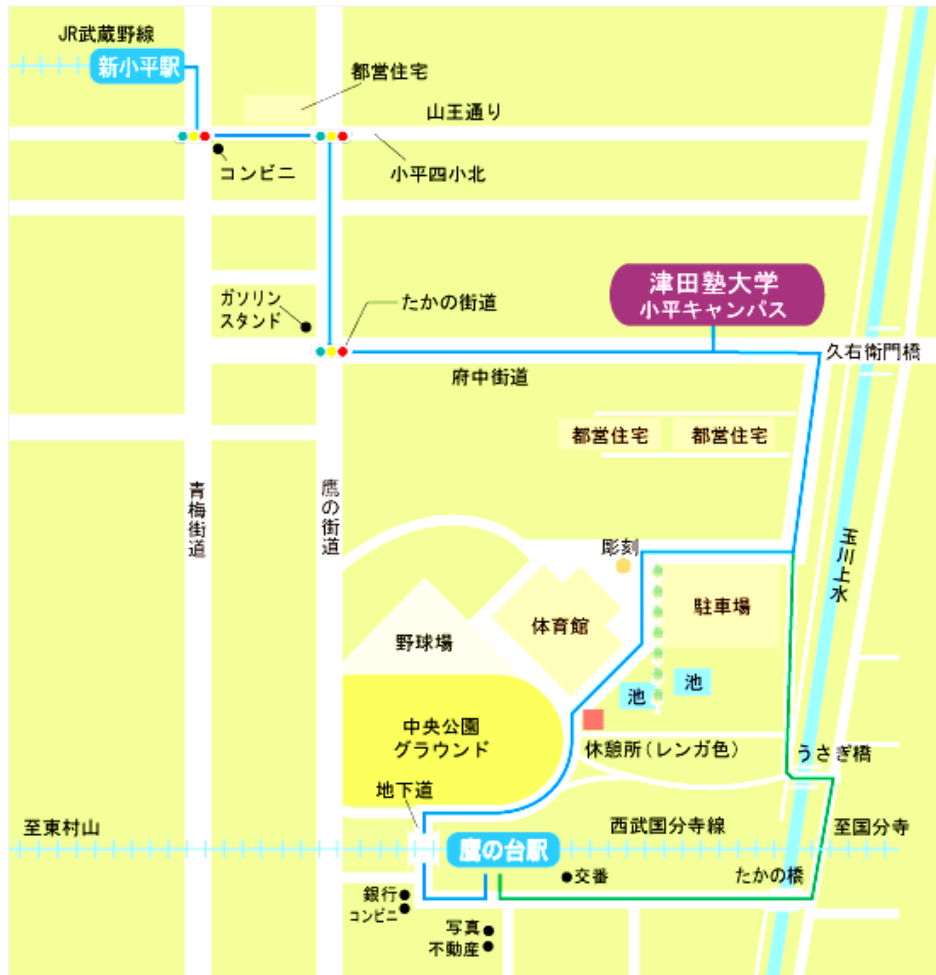 JR武蔵野線
新小平駅
都営住宅
山王通り
コンビニ
小平四小北
津田塾大学
小平キャンパス
ガソリン
スタンド
たかの街道
久右衛門橋
府中街道
都営住宅
都営住宅
青梅街道
鷹の街道
玉川上水
彫刻
体育館
駐車場
野球場
池
池
中央公園
グラウンド
休憩所(レンガ色)
うさぎ橋
地下道
至東村山
鷹の台駅
西武国分寺線
至国分寺
交番
たかの橋
銀行
コンビニ
写真
不動産